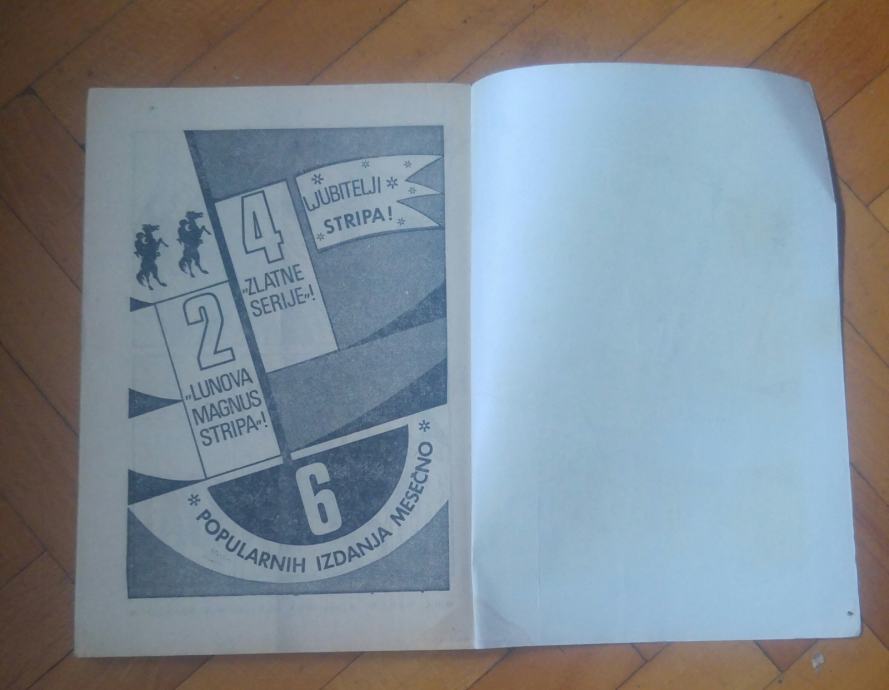 LJUBITELJI
STRIPA!
4
„ZLATNE
SERIJE„!
2
„LUNOVA
MAGNUS
STRIPA„!
6
* POPULARNIH IZDANJA MESEČNO *